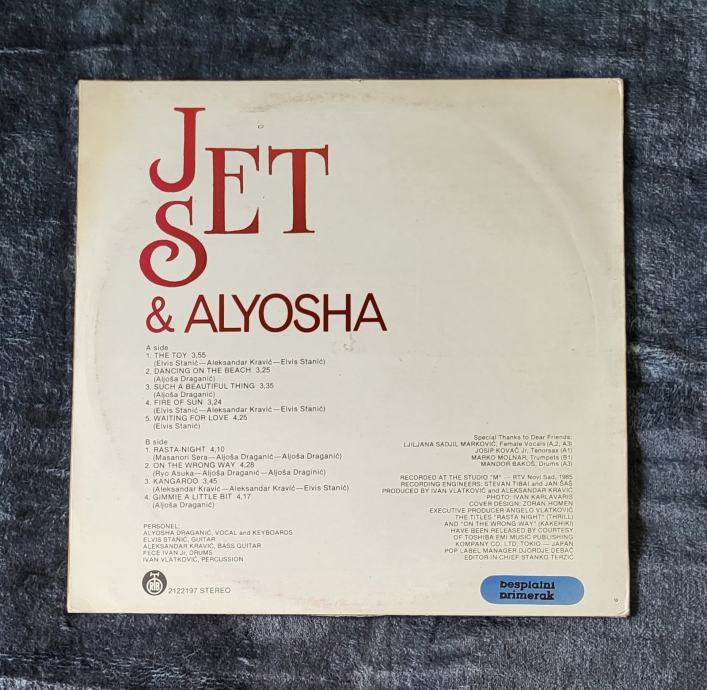 JET
SET
& ALYOSHA
A side
1. THE TOY 3,55
(Elvis Stanić—Aleksandar Kravić—Elvis Stanić)
2. DANCING ON THE BEACH 3,25
(Aljoša Draganić)
3. SUCH A BEAUTIFUL THING 3,35
(Aljoša Draganić)
4. FIRE OF SUN 3,24
(Elvis Stanić—Aleksandar Kravić—Elvis Stanić)
5. WAITING FOR LOVE 4,25
(Elvis Stanić)
B side
1. RASTA-NIGHT 4,10
(Masanori Sera—Aljoša Draganić—Aljoša Draganić)
2. ON THE WRONG WAY 4,28
(Ryo Asuka—Aljoša Draganić—Aljoša Draginić)
3. KANGAROO 3,45
(Aleksandar Kravić—Aleksandar Kravić—Elvis Stanić)
4. GIMMIE A LITTLE BIT 4,17
(Aljoša Draganić)
PERSONEL:
ALYOSHA DRAGANIĆ, VOCAL and KEYBOARDS
ELVIS STANIĆ, GUITAR
ALEKSANDAR KRAVIĆ, BASS GUITAR
FECE IVAN Jr, DRUMS
IVAN VLATKOVIĆ, PERCUSSION
RTB
2122197 STEREO
Special Thanks to Dear Friends:
LJILJANA SADJIL MARKOVIĆ, Female Vocals (A,2, A3)
JOSIP KOVAČ Jr, Tenorsax (A1)
MARKO MOLNAR, Trumpets (B1)
MANDOR BAKOŠ, Drums (A3)
RECORDED AT THE STUDIO "M" — RTV Novi Sad, 1985
RECORDING ENGINEERS: STEVAN TIBAI and JAN ŠAŠ
PRODUCED BY IVAN VLATKOVIĆ and ALEKSANDAR KRAVIĆ
PHOTO: IVAN KARLAVARIS
COVER DESIGN: ZORAN HOMEN
EXECUTIVE PRODUCER ANGELO VLATKOVIĆ
THE TITLES "RASTA NIGHT" (THRILL)
AND "ON THE WRONG WAY" (KAKEHIKI)
HAVE BEEN RELEASED BY COURTESY
OF TOSHIBA EMI MUSIC PUBLISHING
KOMPANY CO. LTD, TOKIO — JAPAN
POP LABEL MANAGER DJORDJE DEBAČ
EDITOR-IN-CHIEF STANKO TERZIĆ
besplatni
primerak